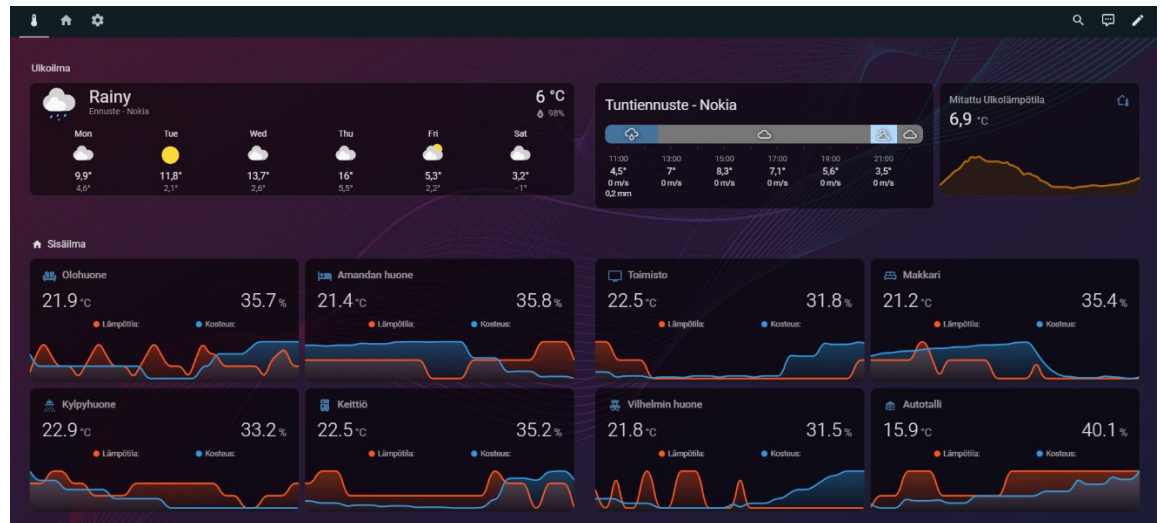 Ulkoilma
Rainy
Ennuste - Nokia
6 °C
98%
Mon Tue Wed Thu Fri Sat
9,9° 11,8° 13,7° 16° 5,3° 3,2°
4,6° 2,1° 2,6° 5,5° 2,2° -1°
Tuntiennuste - Nokia
11:00 13:00 15:00 17:00 19:00 21:00
4,5° 7° 8,3° 7,1° 5,6° 3,5°
0 m/s 0 m/s 0 m/s 0 m/s 0 m/s 0 m/s
0,2 mm
Mitattu Ulkolämpötila
6,9 °C
Sisäilma
Olohuone
21.9 °C 35.7 %
Lämpötila: Kosteus:
Amandan huone
21.4 °C 35.8 %
Lämpötila: Kosteus:
Toimisto
22.5 °C 31.8 %
Lämpötila: Kosteus:
Makkari
21.2 °C 35.4 %
Lämpötila: Kosteus:
Kylpyhuone
22.9 °C 33.2 %
Lämpötila: Kosteus:
Keittiö
22.5 °C 35.2 %
Lämpötila: Kosteus:
Vilhelmin huone
21.8 °C 31.5 %
Lämpötila: Kosteus:
Autotalli
15.9 °C 40.1 %
Lämpötila: Kosteus: